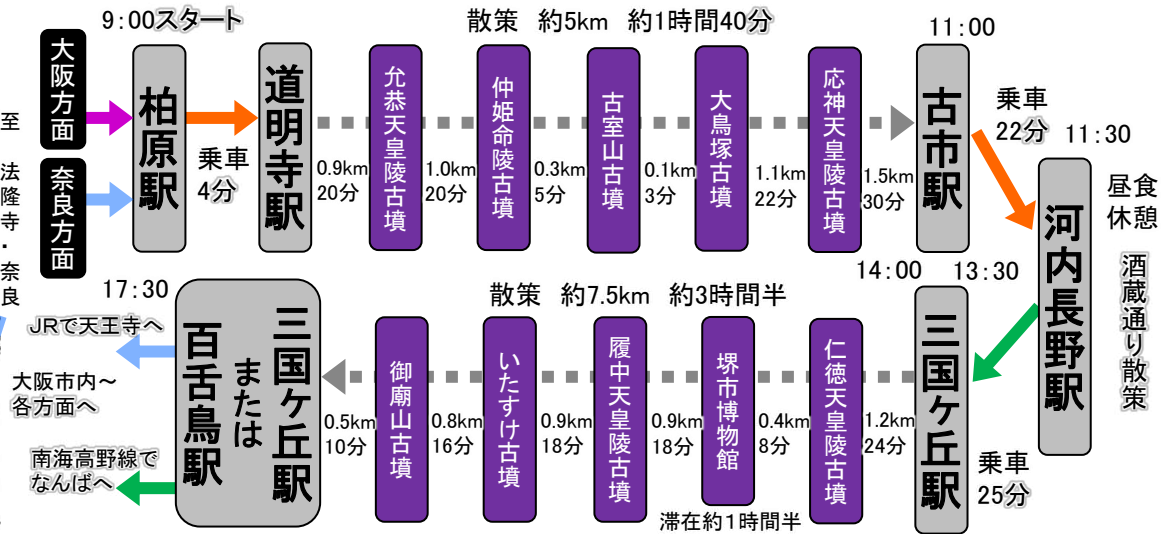 9:00スタート
散策 約5km 約1時間40分
11:00
大阪方面
奈良方面
至 法隆寺・奈良
柏原駅
乗車
4分
道明寺駅
0.9km
20分
允恭天皇陵古墳
1.0km
20分
仲姫命陵古墳
0.3km
5分
古室山古墳
0.1km
3分
大鳥塚古墳
1.1km
22分
応神天皇陵古墳
1.5km
30分
古市駅
乗車
22分
11:30
河内長野駅
昼食
休憩
酒蔵通り散策
13:30
乗車
25分
14:00
三国ヶ丘駅
散策 約7.5km 約3時間半
1.2km
24分
仁徳天皇陵古墳
0.4km
8分
堺市博物館
滞在約1時間半
0.9km
18分
履中天皇陵古墳
0.9km
18分
いたすけ古墳
0.8km
16分
御廟山古墳
0.5km
10分
17:30
三国ヶ丘駅
または
百舌鳥駅
JRで天王寺へ
大阪市内～
各方面へ
南海高野線で
なんばへ